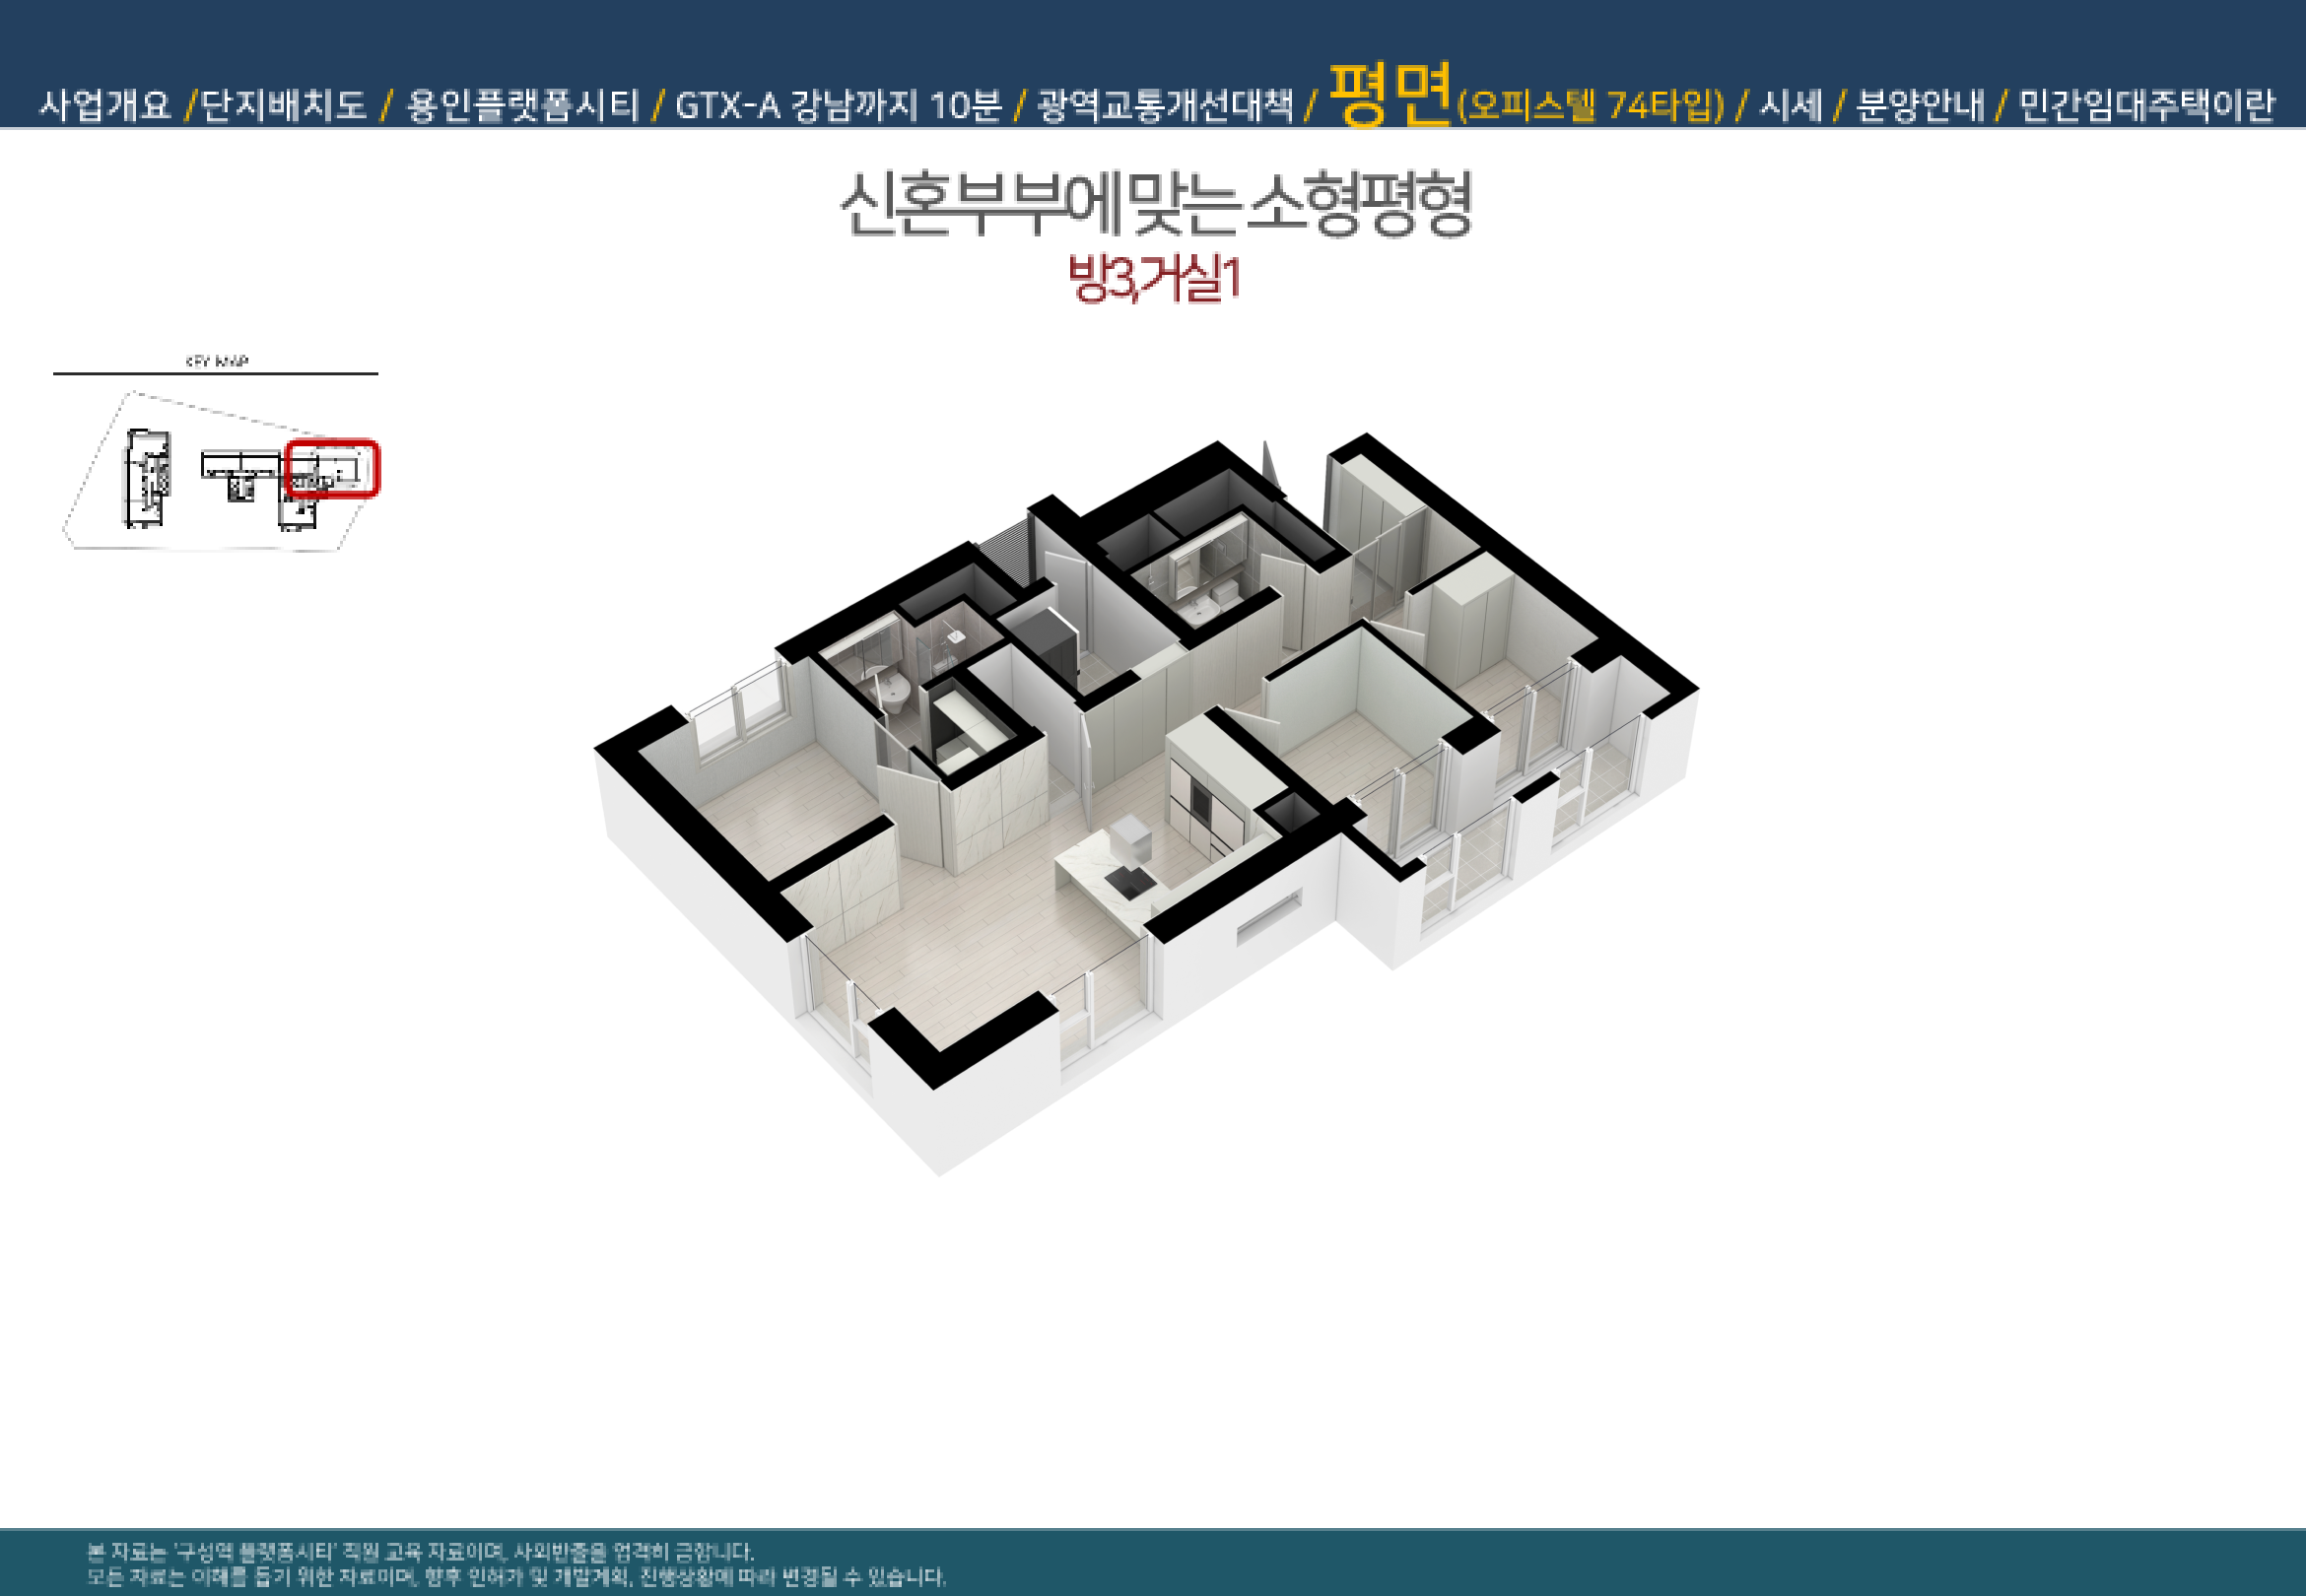 사업개요 /단지배치도 / 용인플랫폼시티 / GTX-A 강남까지 10분 / 광역교통개선대책 / 평면(오피스텔 74타입) / 시세 / 분양안내 / 민간임대주택이란
신혼부부에 맞는 소형평형
방3,거실1
KEY MAP
본 자료는 '구성역 플랫폼시티' 직원 교육 자료이며, 사외반출을 엄격히 금합니다.
모든 자료는 이해를 돕기 위한 자료이며, 향후 인허가 및 개발계획, 진행상황에 따라 변경될 수 있습니다.